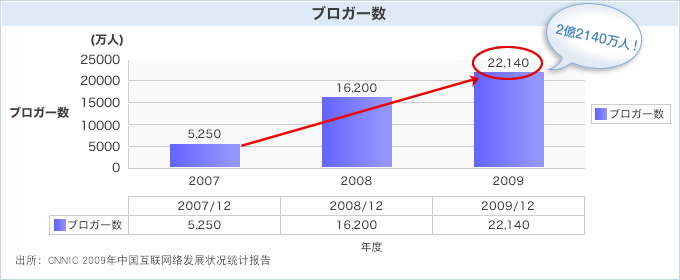 ブロガー数
(万人)
2億2140万人！
25000
20000
15000
10000
5000
0
ブロガー数
5,250
16,200
22,140
ブロガー数
2007
2008
2009
2007/12
2008/12
2009/12
ブロガー数
5,250
16,200
22,140
年度
出所：CNNIC 2009年中国互联网络发展状况统计报告